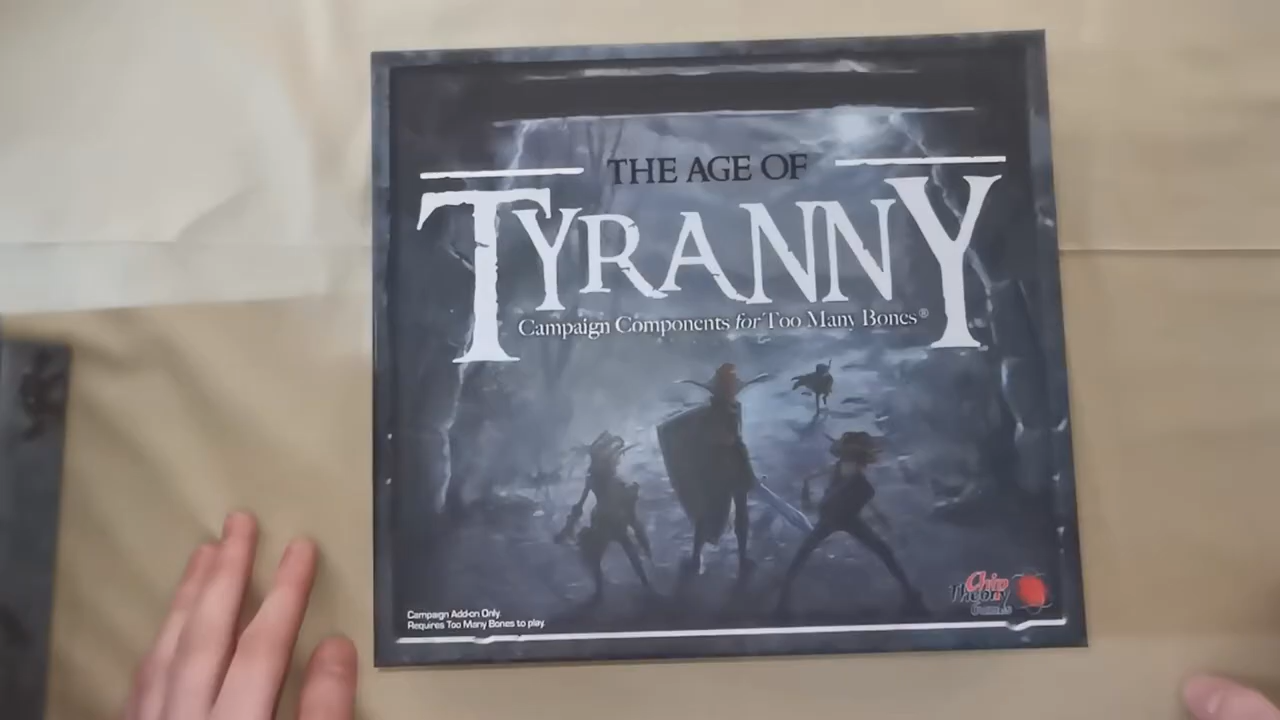 THE AGE OF
TYRANNY
Campaign Components for Too Many Bones®
Chip
Theory
Games
Campaign Add-on Only.
Requires Too Many Bones to play.